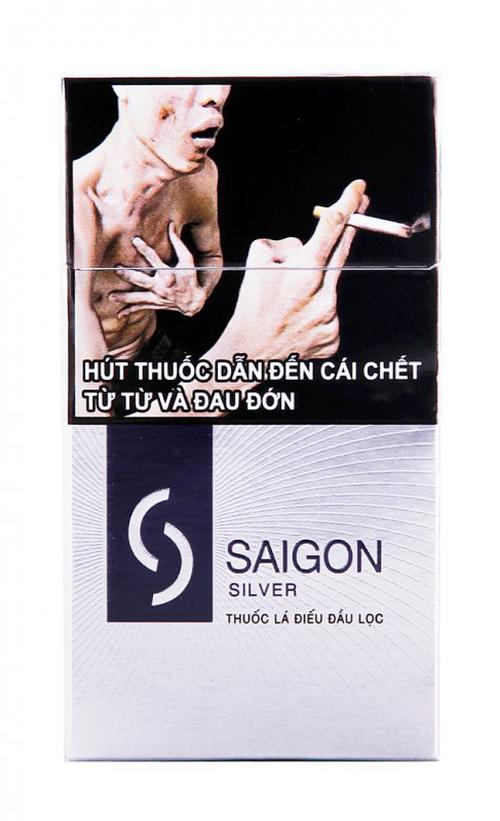 HÚT THUỐC DẪN ĐẾN CÁI CHẾT
TỪ TỪ VÀ ĐAU ĐỚN
SAIGON
SILVER
THUỐC LÁ ĐIẾU ĐẦU LỌC